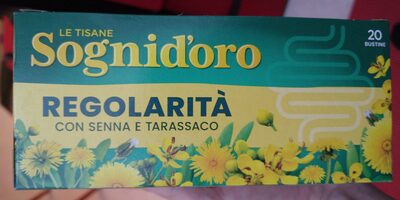 LE TISANE
Sognid'oro
20
BUSTINE
REGOLARITÀ
CON SENNA E TARASSACO